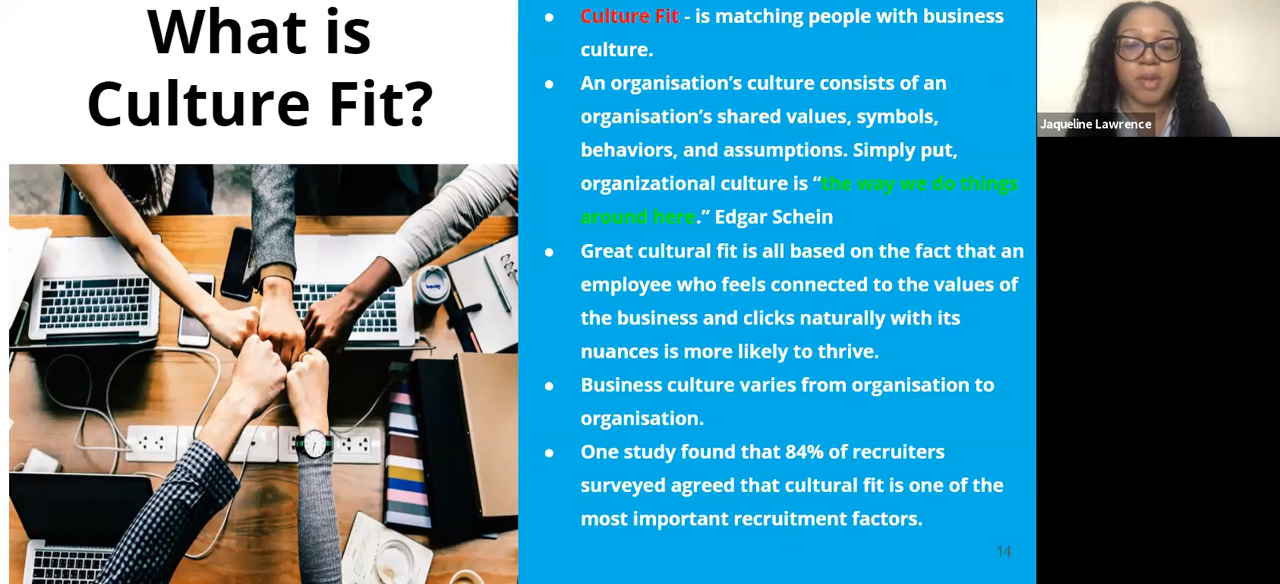 What is
Culture Fit?
● Culture Fit - is matching people with business
culture.
● An organisation’s culture consists of an
organisation’s shared values, symbols,
behaviors, and assumptions. Simply put,
organizational culture is “the way we do things
around here.” Edgar Schein
● Great cultural fit is all based on the fact that an
employee who feels connected to the values of
the business and clicks naturally with its
nuances is more likely to thrive.
● Business culture varies from organisation to
organisation.
● One study found that 84% of recruiters
surveyed agreed that cultural fit is one of the
most important recruitment factors.
14
Jaqueline Lawrence